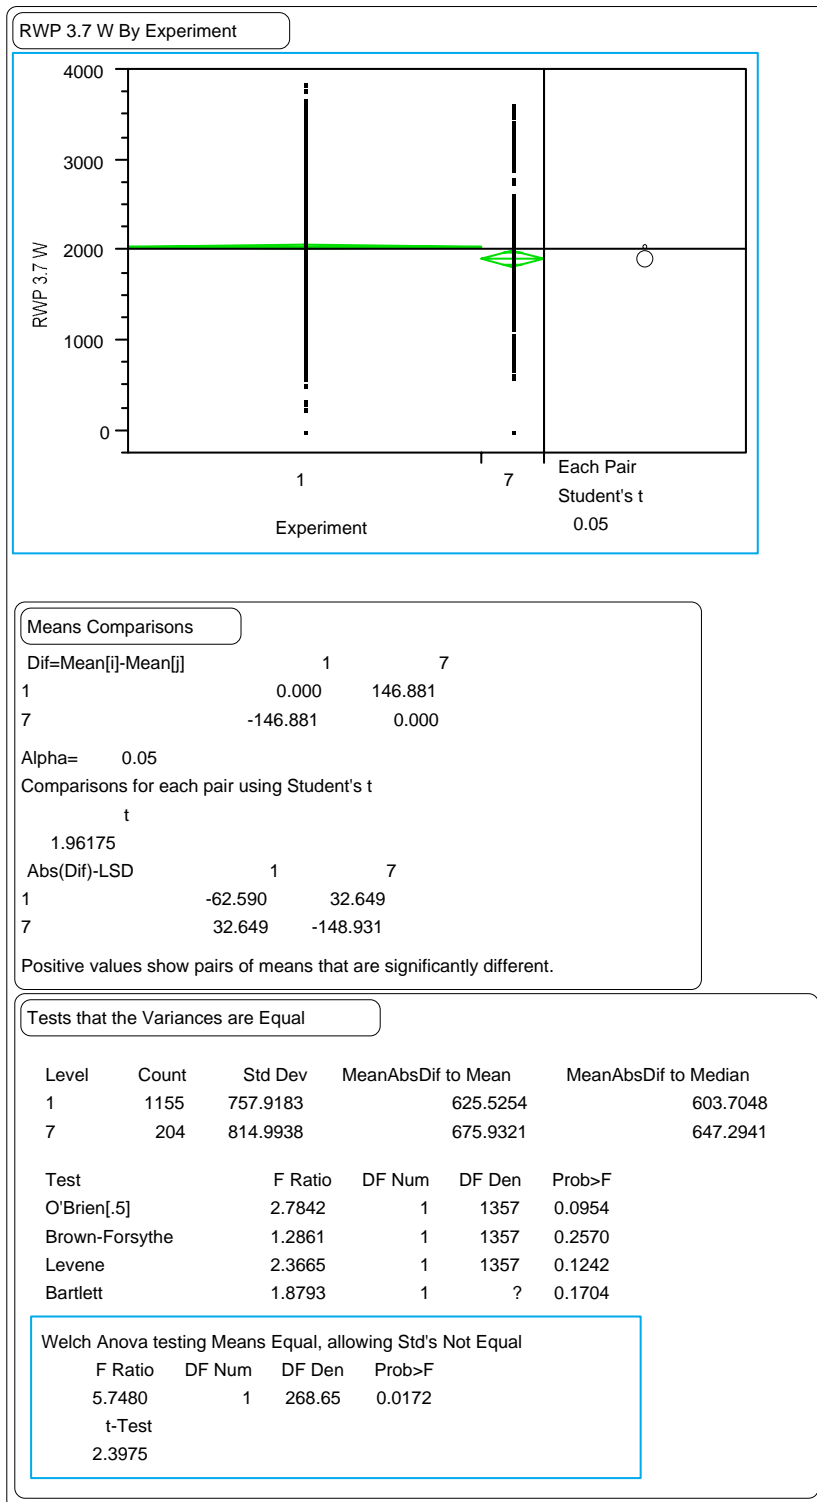 RWP 3.7 W By Experiment
4000
3000
2000
1000
0
RWP 3.7 W
1 7
Experiment
Each Pair
Student's t
0.05
Means Comparisons
Dif=Mean[i]-Mean[j] 1 7
1 0.000 146.881
7 -146.881 0.000
Alpha= 0.05
Comparisons for each pair using Student's t
t
1.96175
Abs(Dif)-LSD 1 7
1 -62.590 32.649
7 32.649 -148.931
Positive values show pairs of means that are significantly different.
Tests that the Variances are Equal
Level Count Std Dev MeanAbsDif to Mean MeanAbsDif to Median
1 1155 757.9183 625.5254 603.7048
7 204 814.9938 675.9321 647.2941
Test F Ratio DF Num DF Den Prob>F
O'Brien[.5] 2.7842 1 1357 0.0954
Brown-Forsythe 1.2861 1 1357 0.2570
Levene 2.3665 1 1357 0.1242
Bartlett 1.8793 1 ? 0.1704
Welch Anova testing Means Equal, allowing Std's Not Equal
F Ratio DF Num DF Den Prob>F
5.7480 1 268.65 0.0172
t-Test
2.3975